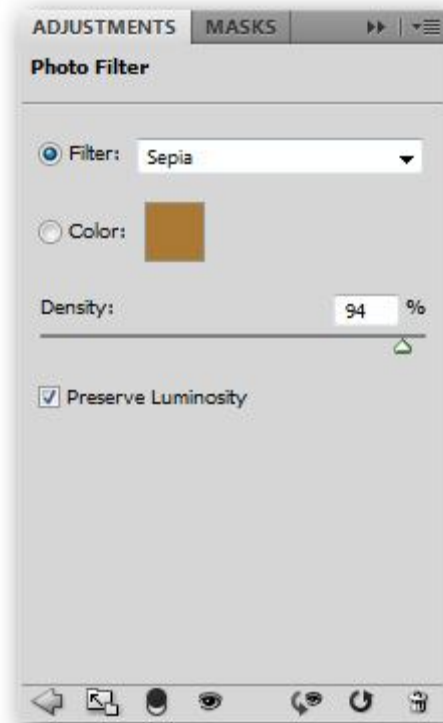 ADJUSTMENTS MASKS
Photo Filter
Filter: Sepia
Color:
Density: 94 %
Preserve Luminosity